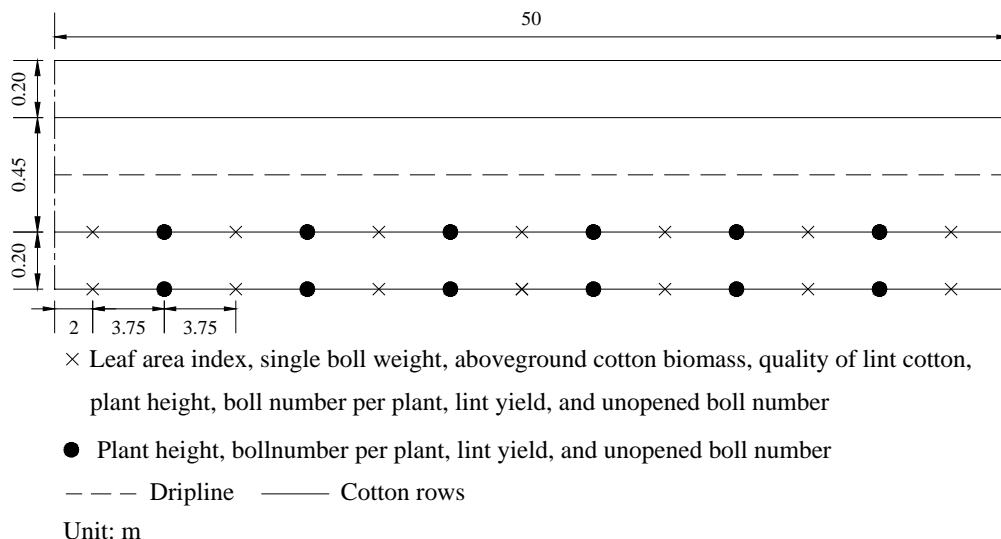 50
0.20
0.45
0.20
2 3.75 3.75
× Leaf area index, single boll weight, aboveground cotton biomass, quality of lint cotton,
plant height, boll number per plant, lint yield, and unopened boll number
● Plant height, bollnumber per plant, lint yield, and unopened boll number
Dripline Cotton rows
Unit: m